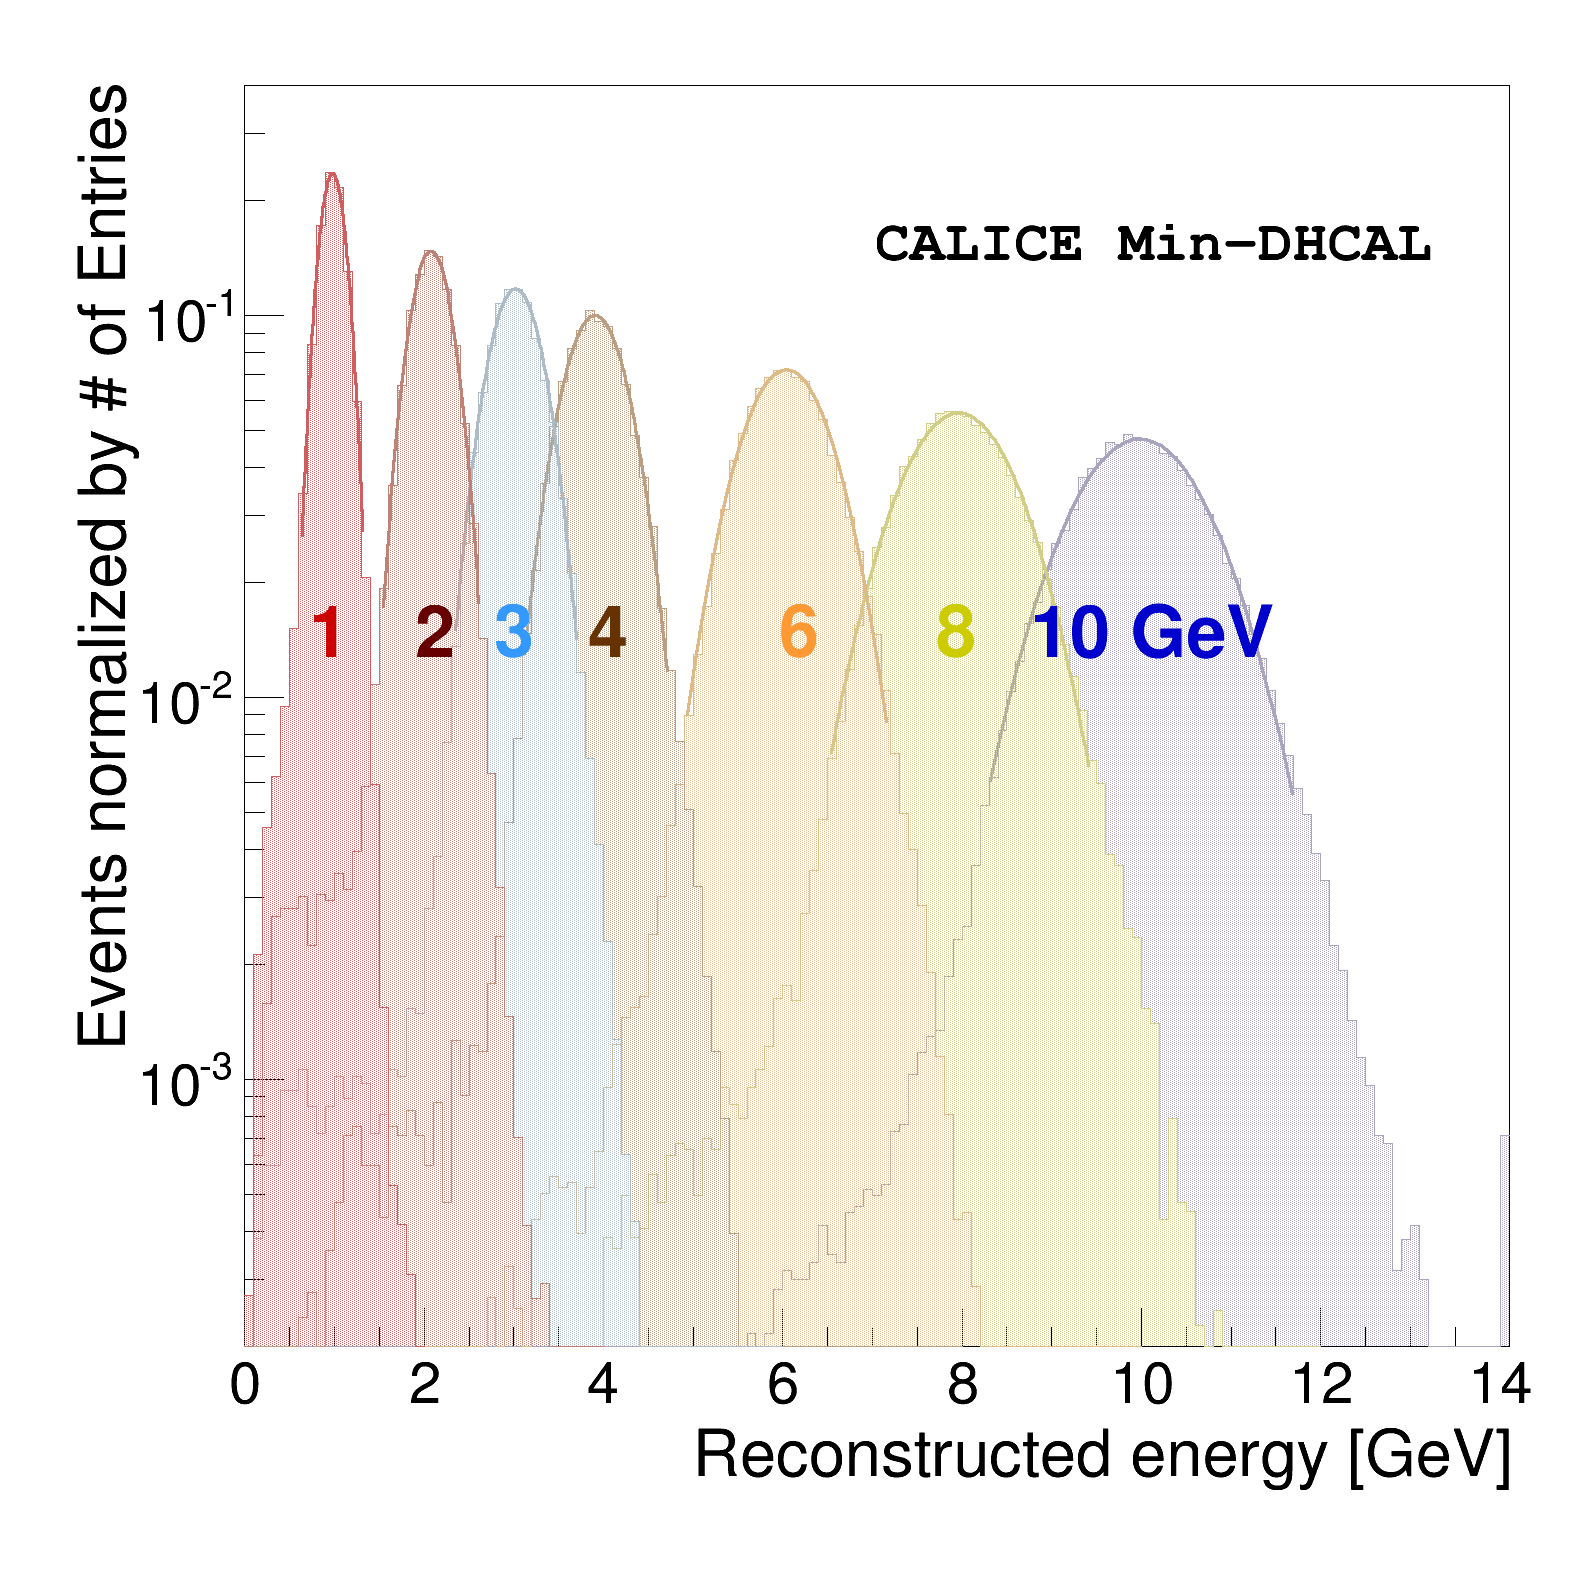 Events normalized by # of Entries
CALICE Min-DHCAL
10-1
10-2
10-3
1 2 3 4 6 8 10 GeV
0 2 4 6 8 10 12 14
Reconstructed energy [GeV]